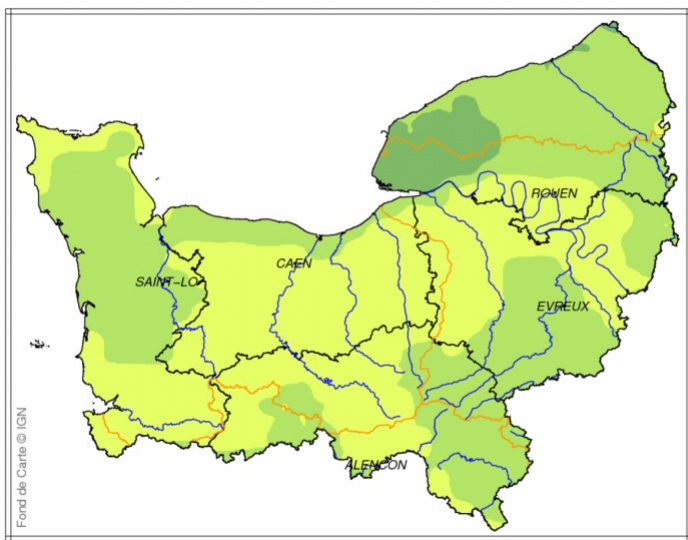 ROUEN
CAEN
SAINT-LO
EVREUX
ALENCON
Fond de Carte © IGN